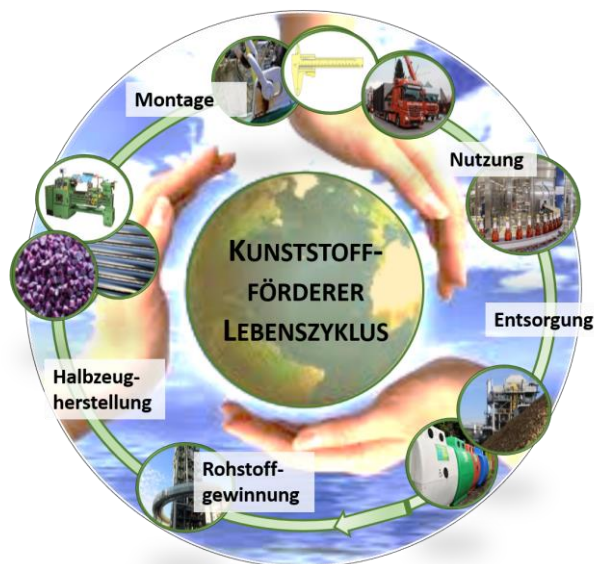 Montage
Nutzung
KUNSTSTOFF-
FÖRDERER
LEBENSZYKLUS
Entsorgung
Halbzeug-
herstellung
Rohstoff-
gewinnung